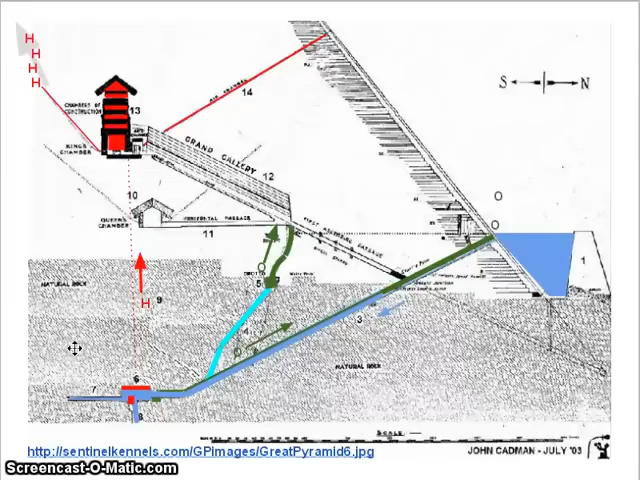 H
H
H
H
CHAMBERS OF
CONSTRUCTION
13
KING'S
CHAMBER
AIR CHANNEL
14
S N
GRAND GALLERY
12
10
QUEEN'S
CHAMBER
HORIZONTAL PASSAGE
11
FIRST ASCENDING PASSAGE
O
O
1
GROTTO
5
O
NATURAL ROCK
H
9
3
4
O
2
NATURAL ROCK
6
7
8
SCALE
http://sentinelkennels.com/GPimages/GreatPyramid6.jpg
JOHN CADMAN - JULY '03
Screencast-O-Matic.com